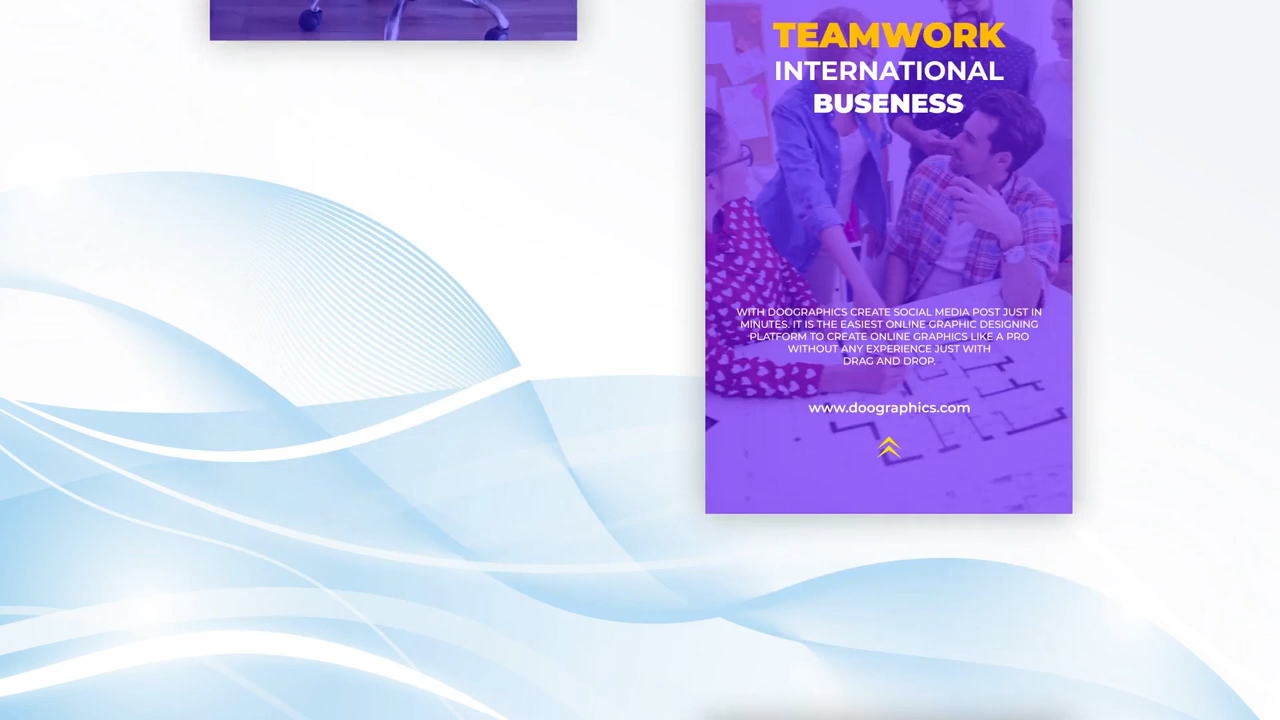 TEAMWORK
INTERNATIONAL
BUSENESS
WITH DOOGRAPHICS CREATE SOCIAL MEDIA POST JUST IN
MINUTES. IT IS THE EASIEST ONLINE GRAPHIC DESIGNING
PLATFORM TO CREATE ONLINE GRAPHICS LIKE A PRO
WITHOUT ANY EXPERIENCE JUST WITH
DRAG AND DROP.
www.doographics.com